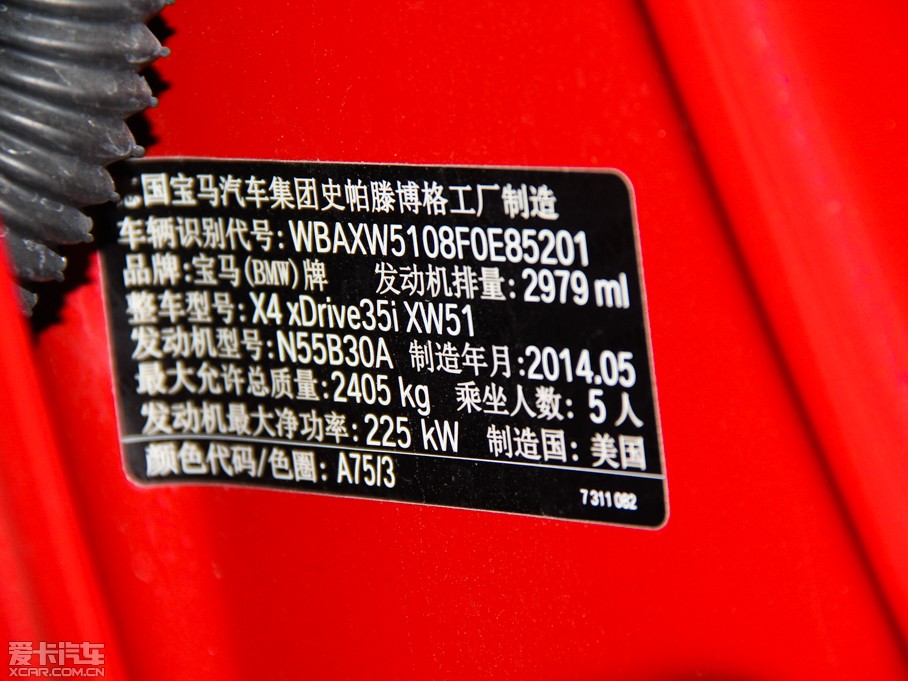 国宝马汽车集团史帕滕博格工厂制造
车辆识别代号: WBAXW5108F0E85201
品牌: 宝马(BMW)牌 发动机排量: 2979 ml
整车型号: X4 xDrive35i XW51
发动机型号: N55B30A 制造年月: 2014.05
最大允许总质量: 2405 kg 乘坐人数: 5 人
发动机最大净功率: 225 kW 制造国: 美国
颜色代码/色圈: A75/3
7311082
爱卡汽车
XCAR.COM.CN